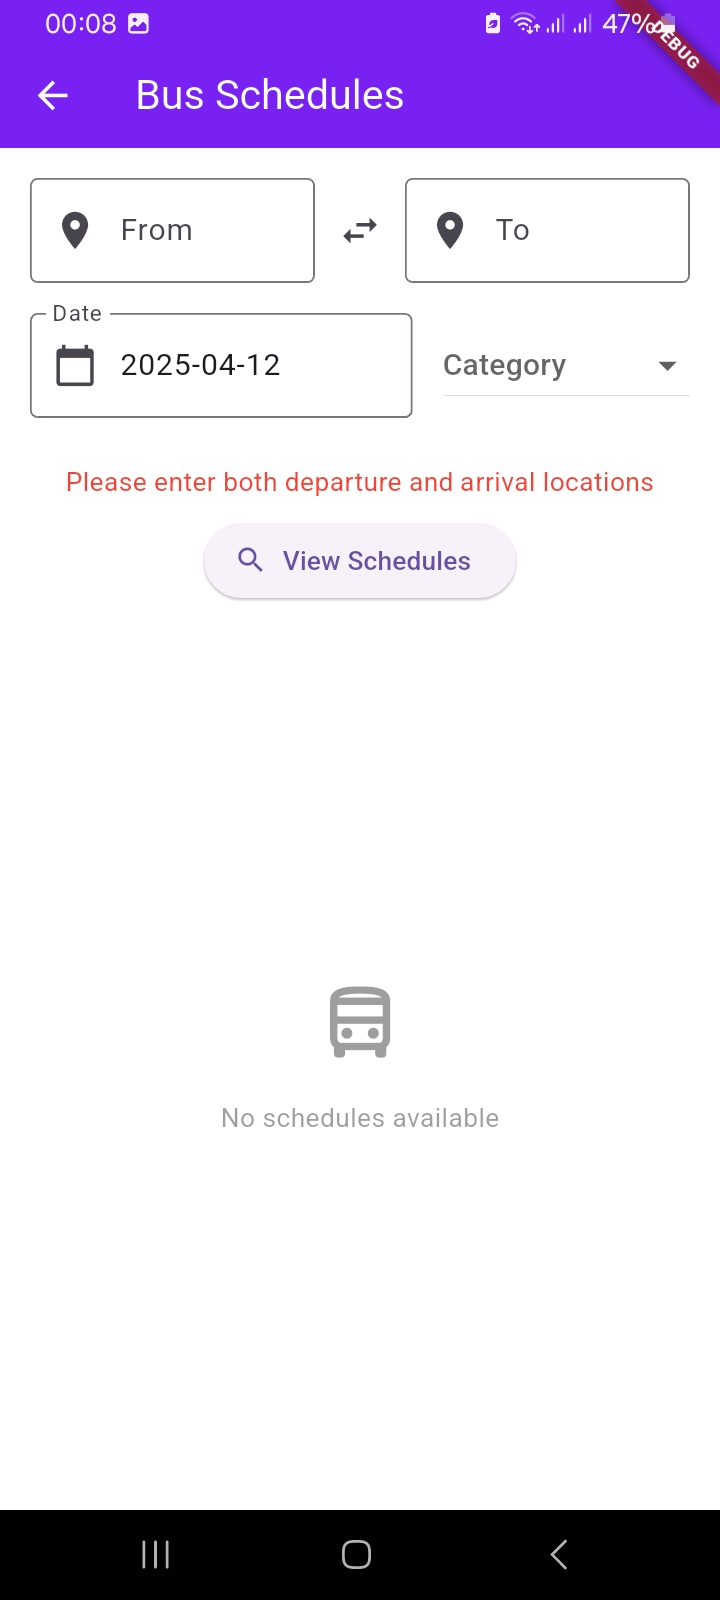 00:08 47%
DEBUG
Bus Schedules
From To
Date
2025-04-12 Category
Please enter both departure and arrival locations
View Schedules
No schedules available